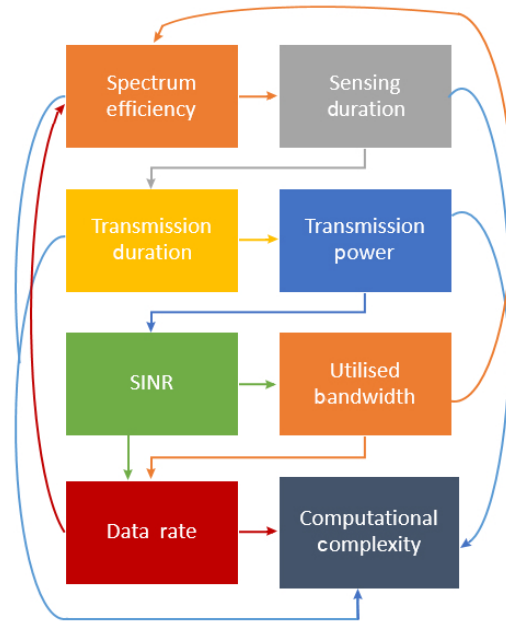 Spectrum
efficiency
Sensing
duration
Transmission
duration
Transmission
power
SINR
Utilised
bandwidth
Data rate
Computational
complexity